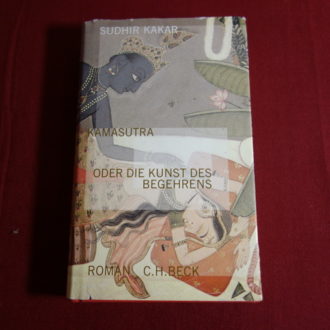 SUDHIR KAKAR
KAMASUTRA
ODER DIE KUNST DES
BEGEHRENS
ROMAN C.H.BECK